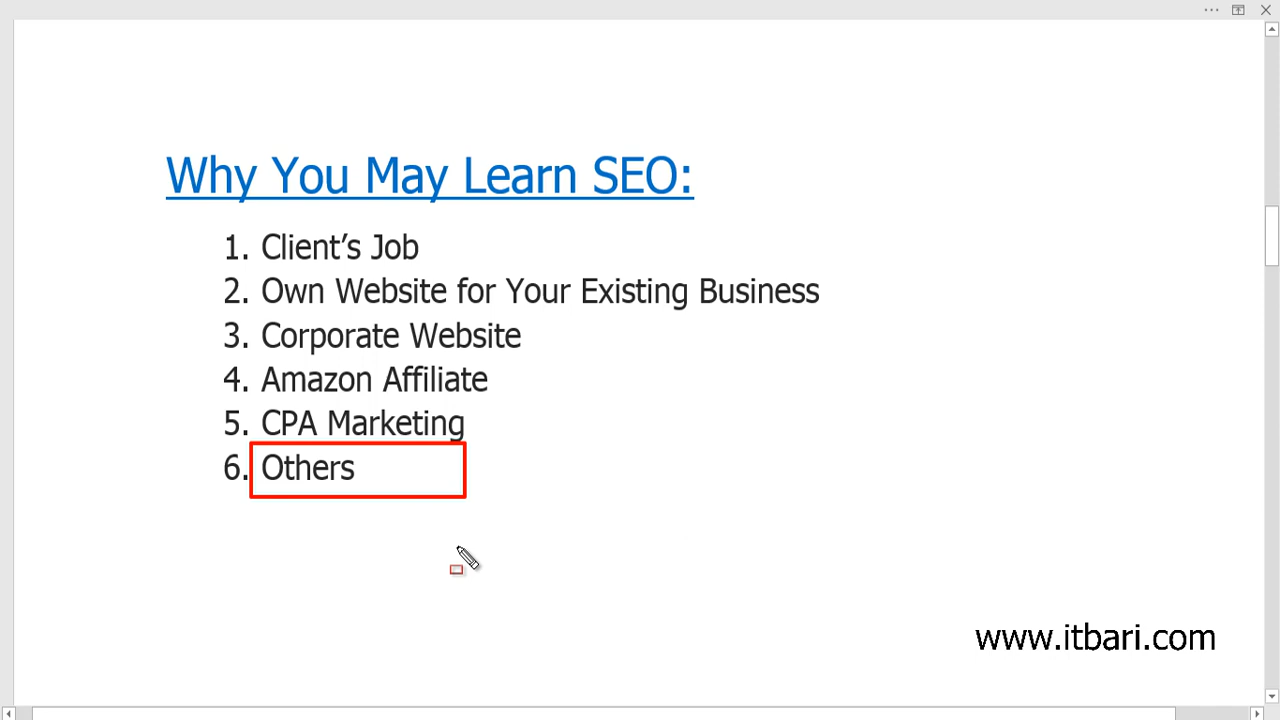 Why You May Learn SEO:
1. Client’s Job
2. Own Website for Your Existing Business
3. Corporate Website
4. Amazon Affiliate
5. CPA Marketing
6. Others
www.itbari.com